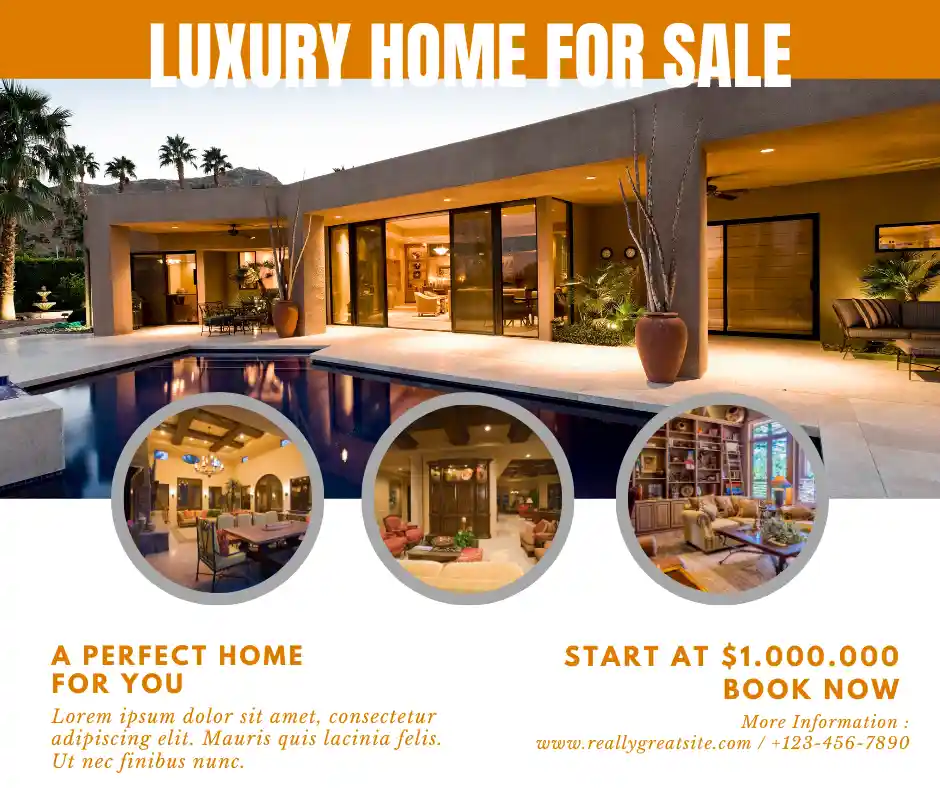 LUXURY HOME FOR SALE
A PERFECT HOME
FOR YOU
Lorem ipsum dolor sit amet, consectetur
adipiscing elit. Mauris quis lacinia felis.
Ut nec finibus nunc.
START AT $1.000.000
BOOK NOW
More Information :
www.reallygreatsite.com / +123-456-7890